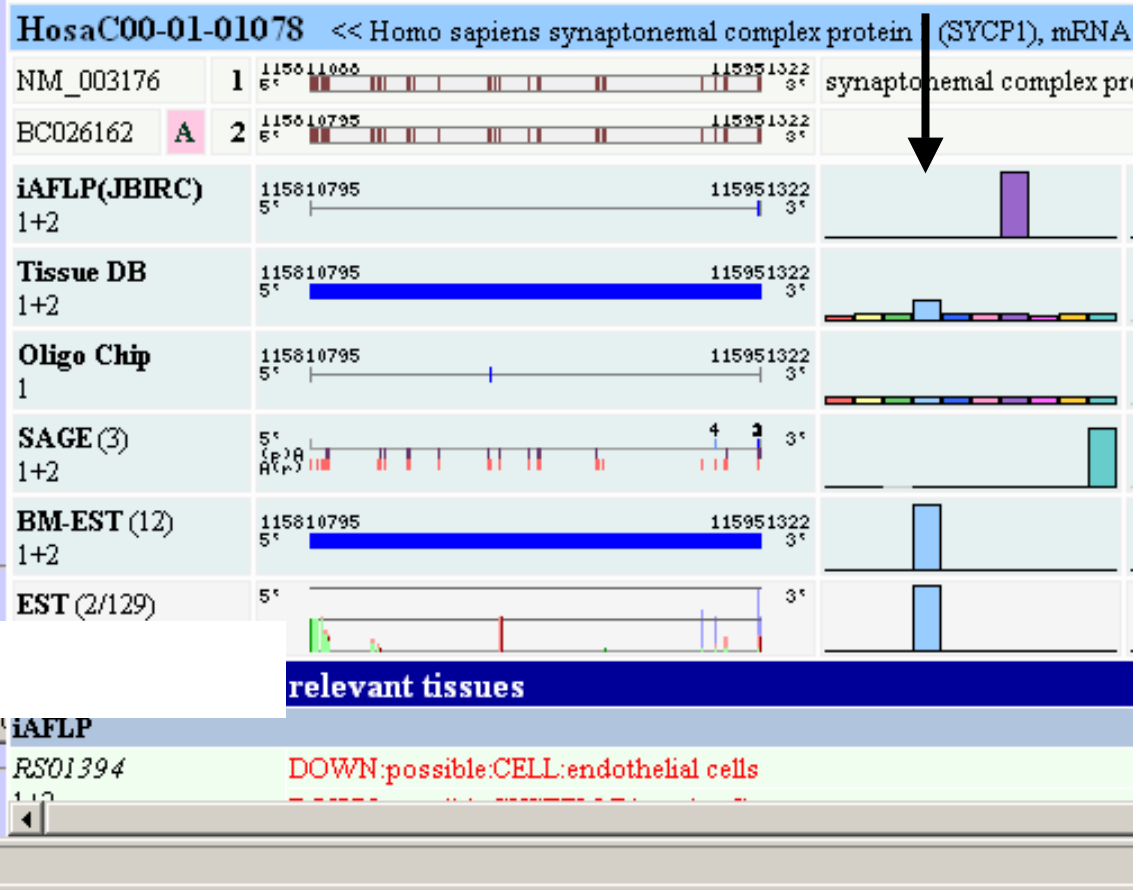 HosaC00-01-01078 << Homo sapiens synaptonemal complex protein (SYCP1), mRNA
NM_003176 1 115811088 115951322 5' 3' synaptonemal complex pro
BC026162 A 2 115810795 115951322 5' 3'
iAFLP(JBIRC) 115810795 115951322
1+2 5' 3'
Tissue DB 115810795 115951322
1+2 5' 3'
Oligo Chip 115810795 115951322
1 5' 3'
SAGE (3) 5' 4 3'
1+2
BM-EST (12) 115810795 115951322
1+2 5' 3'
EST (2/129) 5' 3'
relevant tissues
iAFLP
RS01394 DOWN:possible:CELL:endothelial cells
1+2